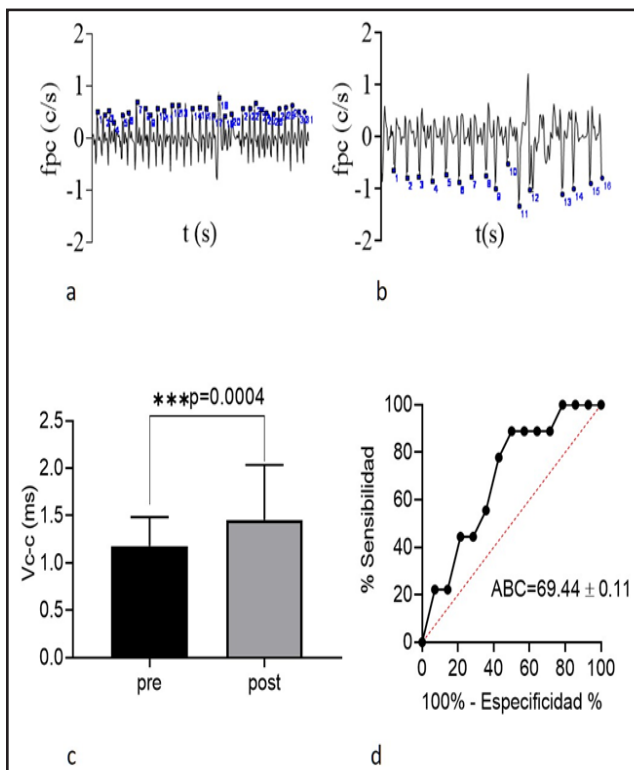 fpc (c/s)
2
1
0
-1
-2
t (s)
a
fpc (c/s)
2
1
0
-1
-2
1 2 3 4 5 6 7 8 9 10 11 12 13 14 15 16
t(s)
b
***p=0.0004
Vc-c (ms)
2.5
2.0
1.5
1.0
0.5
0.0
pre post
c
% Sensibilidad
100
80
60
40
20
0
ABC=69.44 ± 0.11
0 20 40 60 80 100
100% - Especificidad %
d